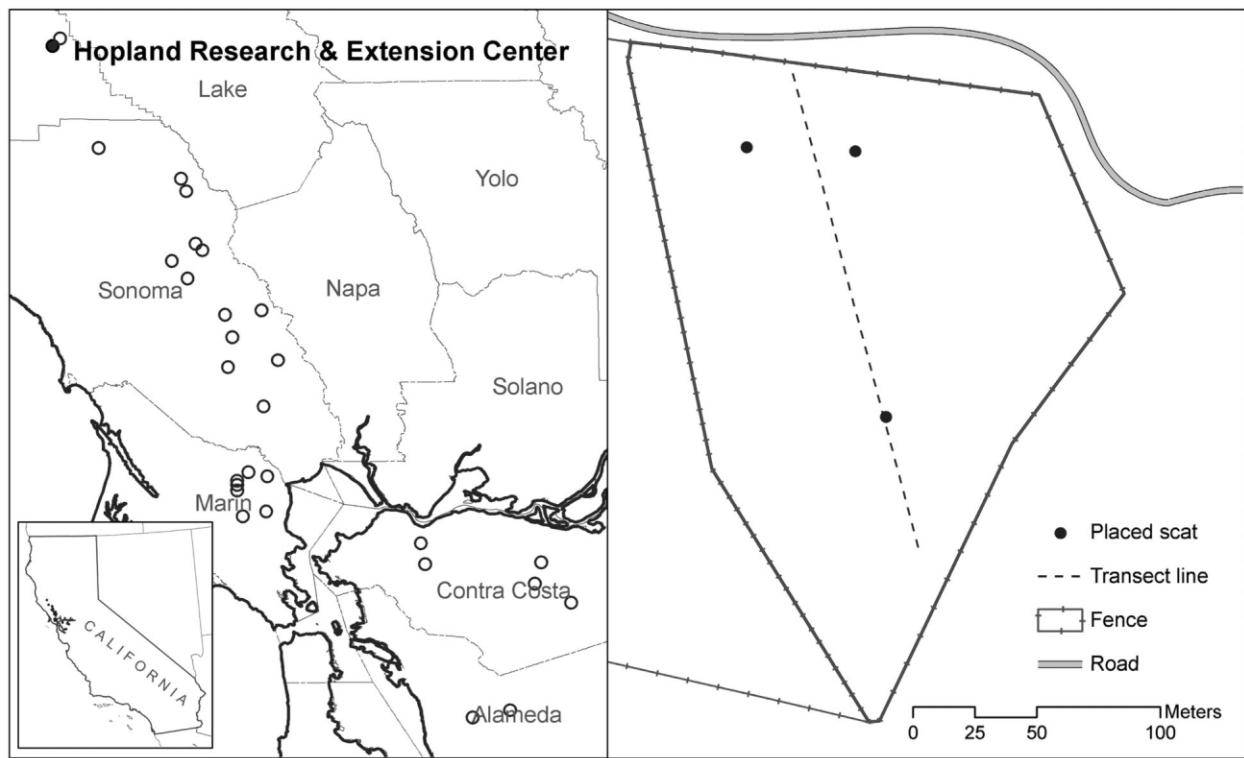 Hopland Research & Extension Center
Lake
Yolo
Sonoma
Napa
Solano
Marin
Contra Costa
Alameda
CALIFORNIA
Placed scat
Transect line
Fence
Road
Meters
0 25 50 100